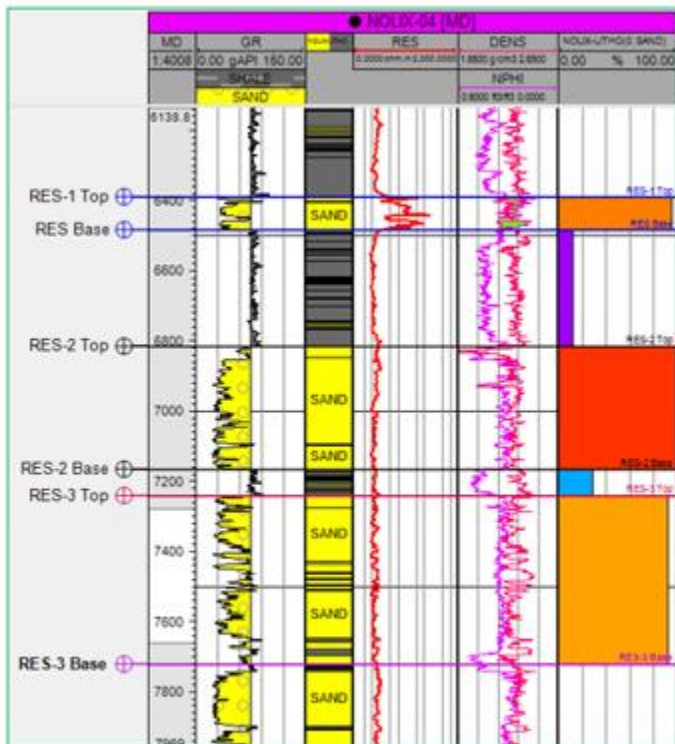 NOLIX-04 [MD]
MD GR RES DENS
1:4008 0.00 gAPI 150.00 0.00 % 100.00
SHALE NPHI
SAND
6138.8
RES-1 Top 6400 RES-1 Top
SAND
RES Base RES Base
6600
RES-2 Top 6800 RES-2 Top
SAND
7000
SAND
RES-2 Base RES-2 Base
7200
RES-3 Top RES-3 Top
SAND
7400
SAND
7600
RES-3 Base RES-3 Base
SAND
7800